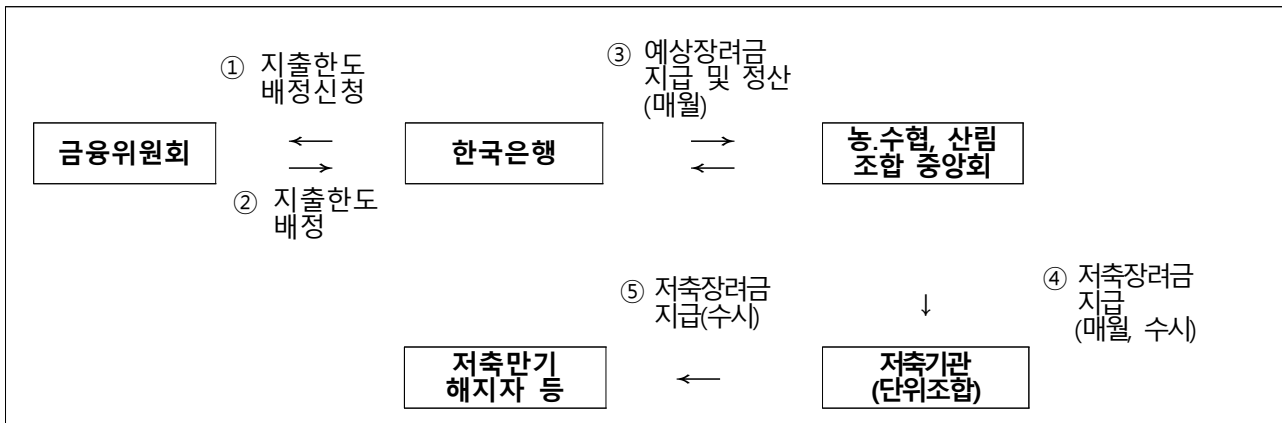 ① 지출한도
배정신청
③ 예상장려금
지급 및 정산
(매월)
금융위원회
←
→
한국은행
→
←
농.수협, 산림
조합 중앙회
② 지출한도
배정
⑤ 저축장려금
지급(수시)
↓
④ 저축장려금
지급
(매월, 수시)
저축만기
해지자 등
←
저축기관
(단위조합)